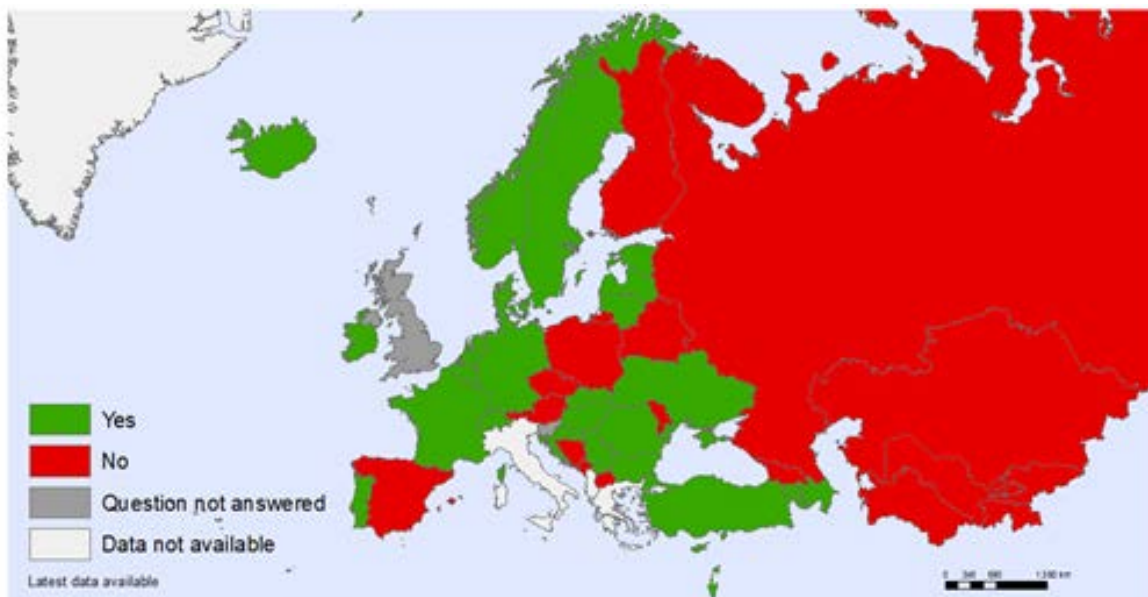 Yes
No
Question not answered
Data not available
Latest data available